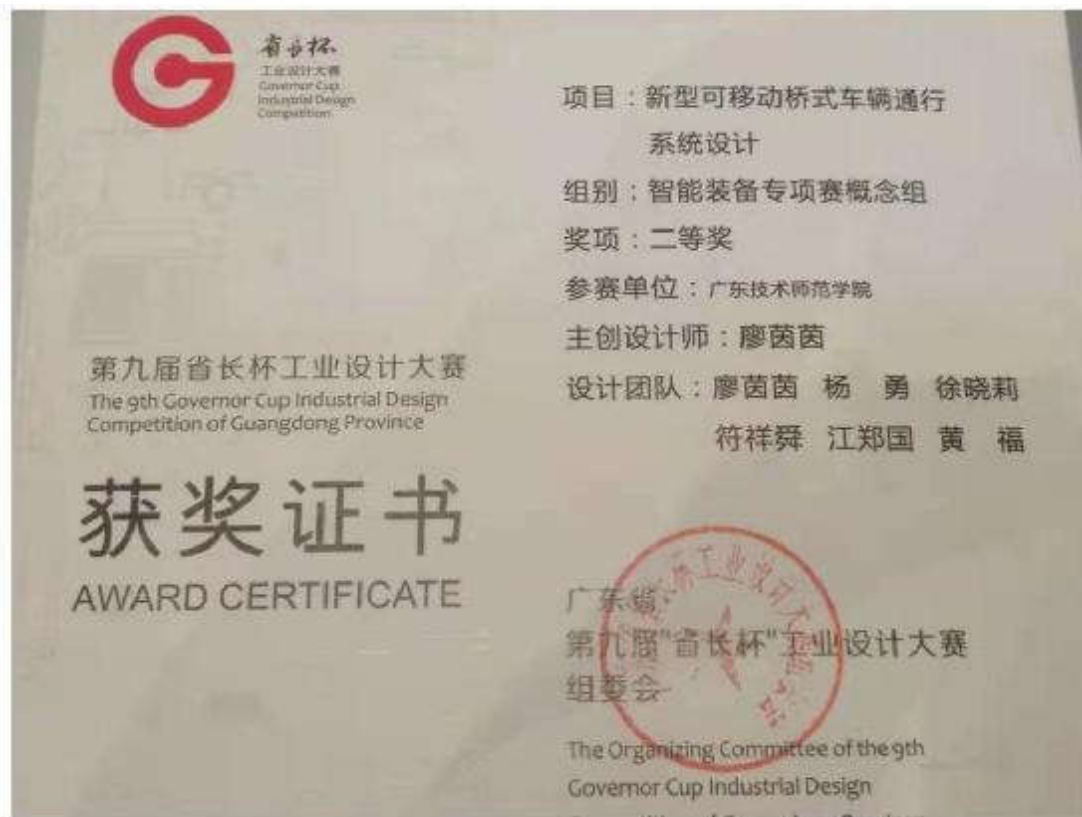 省长杯
工业设计大赛
Governor Cup
Industrial Design
Competition
第九届省长杯工业设计大赛
The 9th Governor Cup Industrial Design
Competition of Guangdong Province
获奖证书
AWARD CERTIFICATE
项目：新型可移动桥式车辆通行
系统设计
组别：智能装备专项赛概念组
奖项：二等奖
参赛单位：广东技术师范学院
主创设计师：廖茵茵
设计团队：廖茵茵 杨 勇 徐晓莉
符祥舜 江郑国 黄 福
广东省
第九届"省长杯"工业设计大赛
组委会
The Organizing Committee of the 9th
Governor Cup Industrial Design